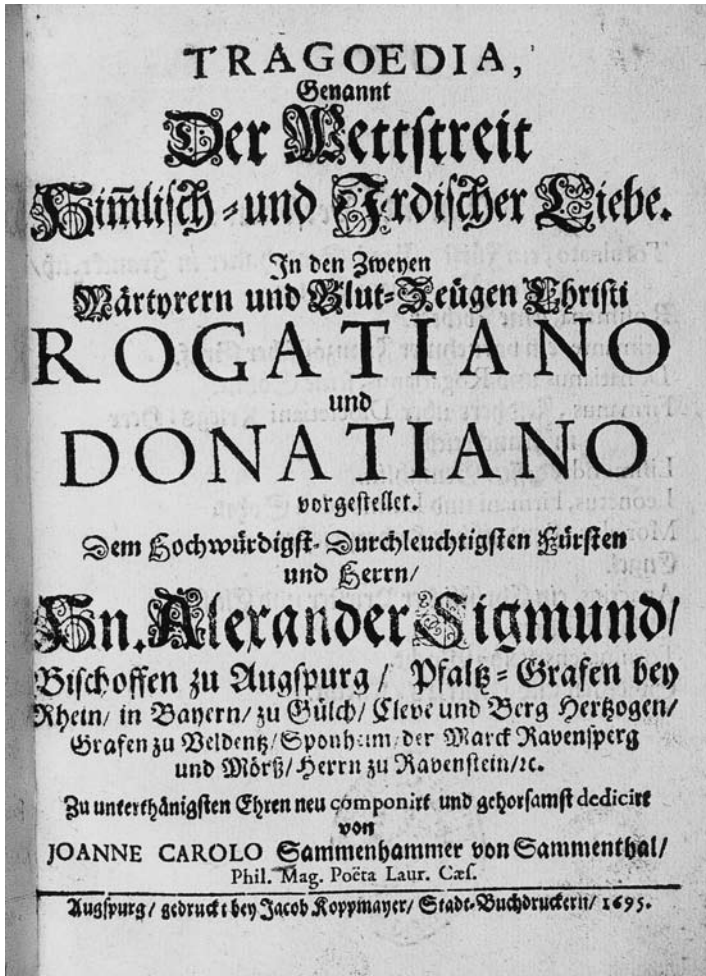 TRAGOEDIA,
Genannt
Der Wettstreit
Him̄lisch-und Irdischer Liebe.
In den Zweyen
Märtyrern und Blut-Zeügen Christi
ROGATIANO
und
DONATIANO
vorgestellet.
Dem Hochwürdigst-Durchleuchtigsten Fürsten
und Herrn/
Hn. Alexander Sigmund/
Bischoffen zu Augspurg/ Pfaltz-Grafen bey
Rhein/ in Bayern/ zu Gülch/ Cleve und Berg Hertzogen/
Grafen zu Veldentz/ Sponheim/ der Marck Ravensperg
und Mörß/ Herrn zu Ravenstein/ ꝛc.
Zu unterthänigsten Ehren neu componirt und gehorsamst dedicirt
von
JOANNE CAROLO Sammenhammer von Sammenthal/
Phil. Mag. Poëta Laur. Cæs.
Augspurg/ gedruckt bey Jacob Koppmayer/ Stadt-Buchdruckern/ 1695.